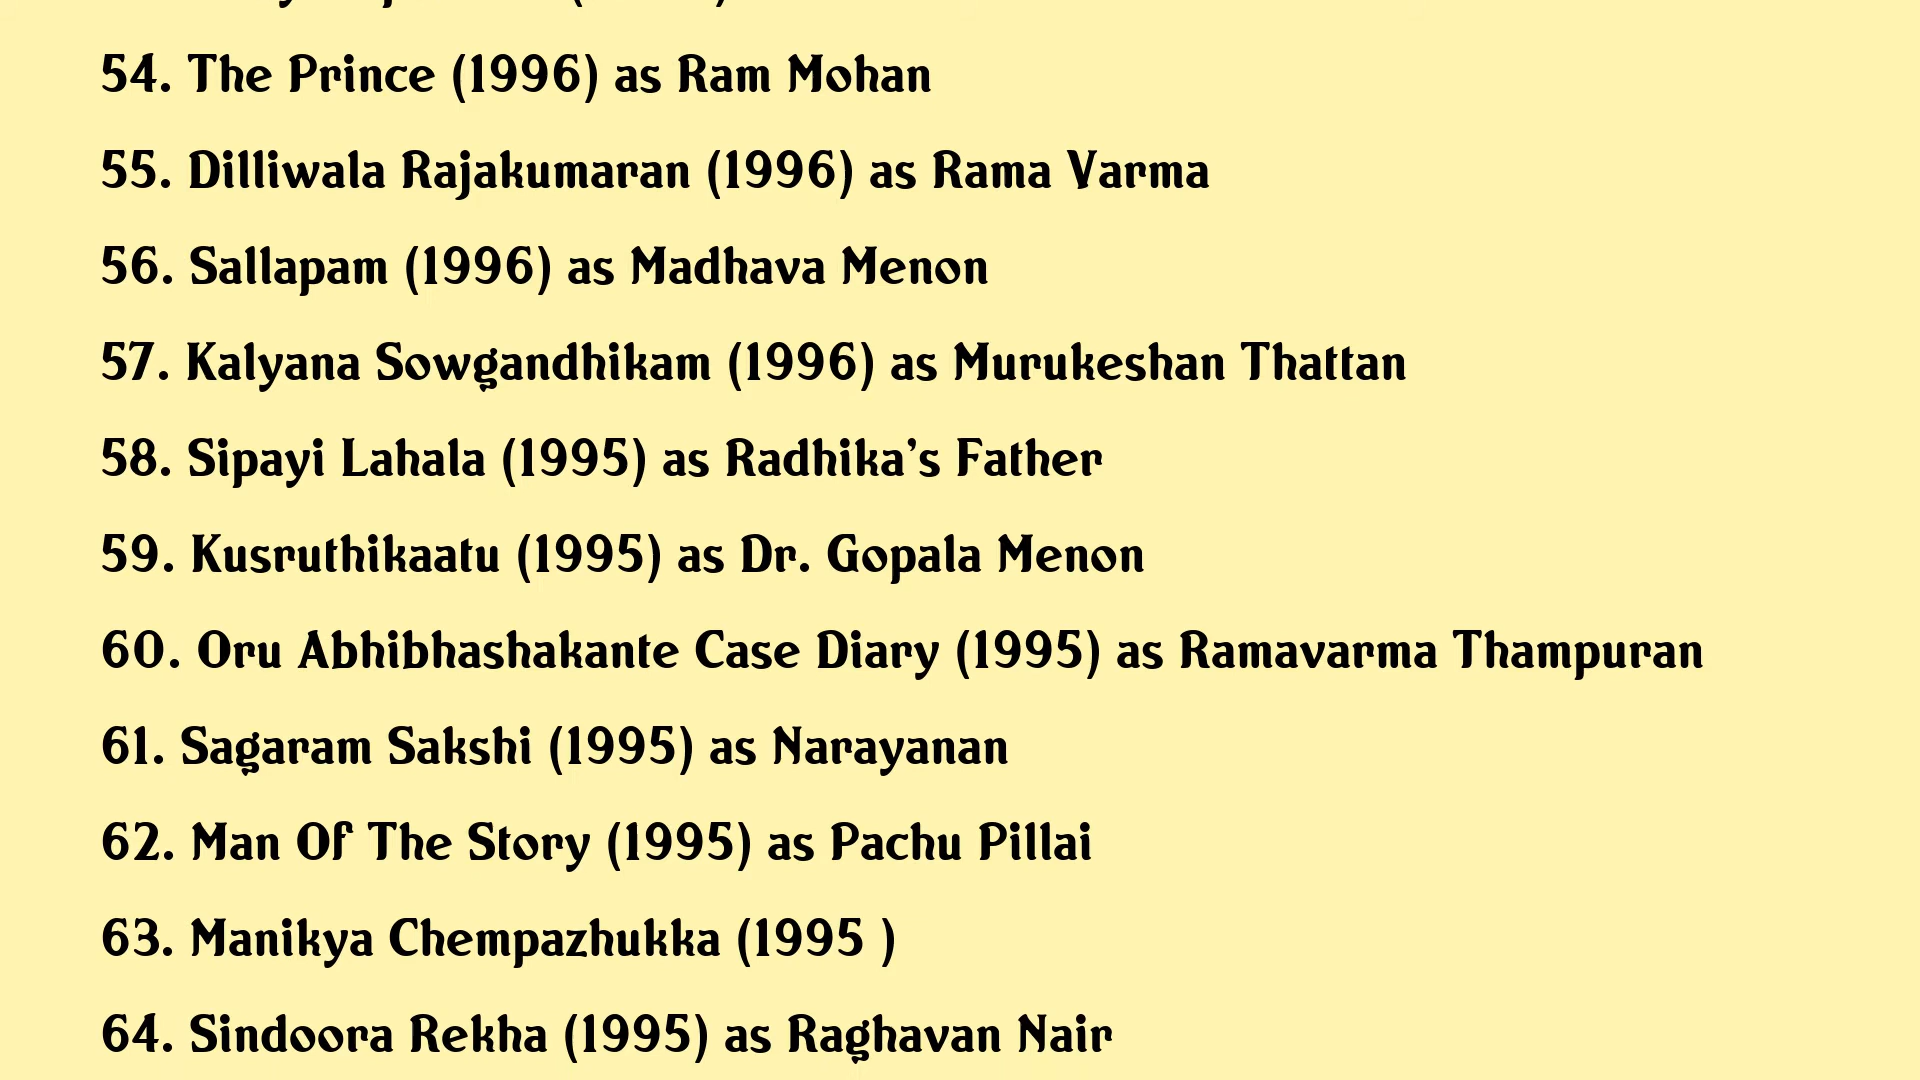 54. The Prince (1996) as Ram Mohan
55. Dilliwala Rajakumaran (1996) as Rama Varma
56. Sallapam (1996) as Madhava Menon
57. Kalyana Sowgandhikam (1996) as Murukeshan Thattan
58. Sipayi Lahala (1995) as Radhika's Father
59. Kusruthikaatu (1995) as Dr. Gopala Menon
60. Oru Abhibhashakante Case Diary (1995) as Ramavarma Thampuran
61. Sagaram Sakshi (1995) as Narayanan
62. Man Of The Story (1995) as Pachu Pillai
63. Manikya Chempazhukka (1995 )
64. Sindoora Rekha (1995) as Raghavan Nair